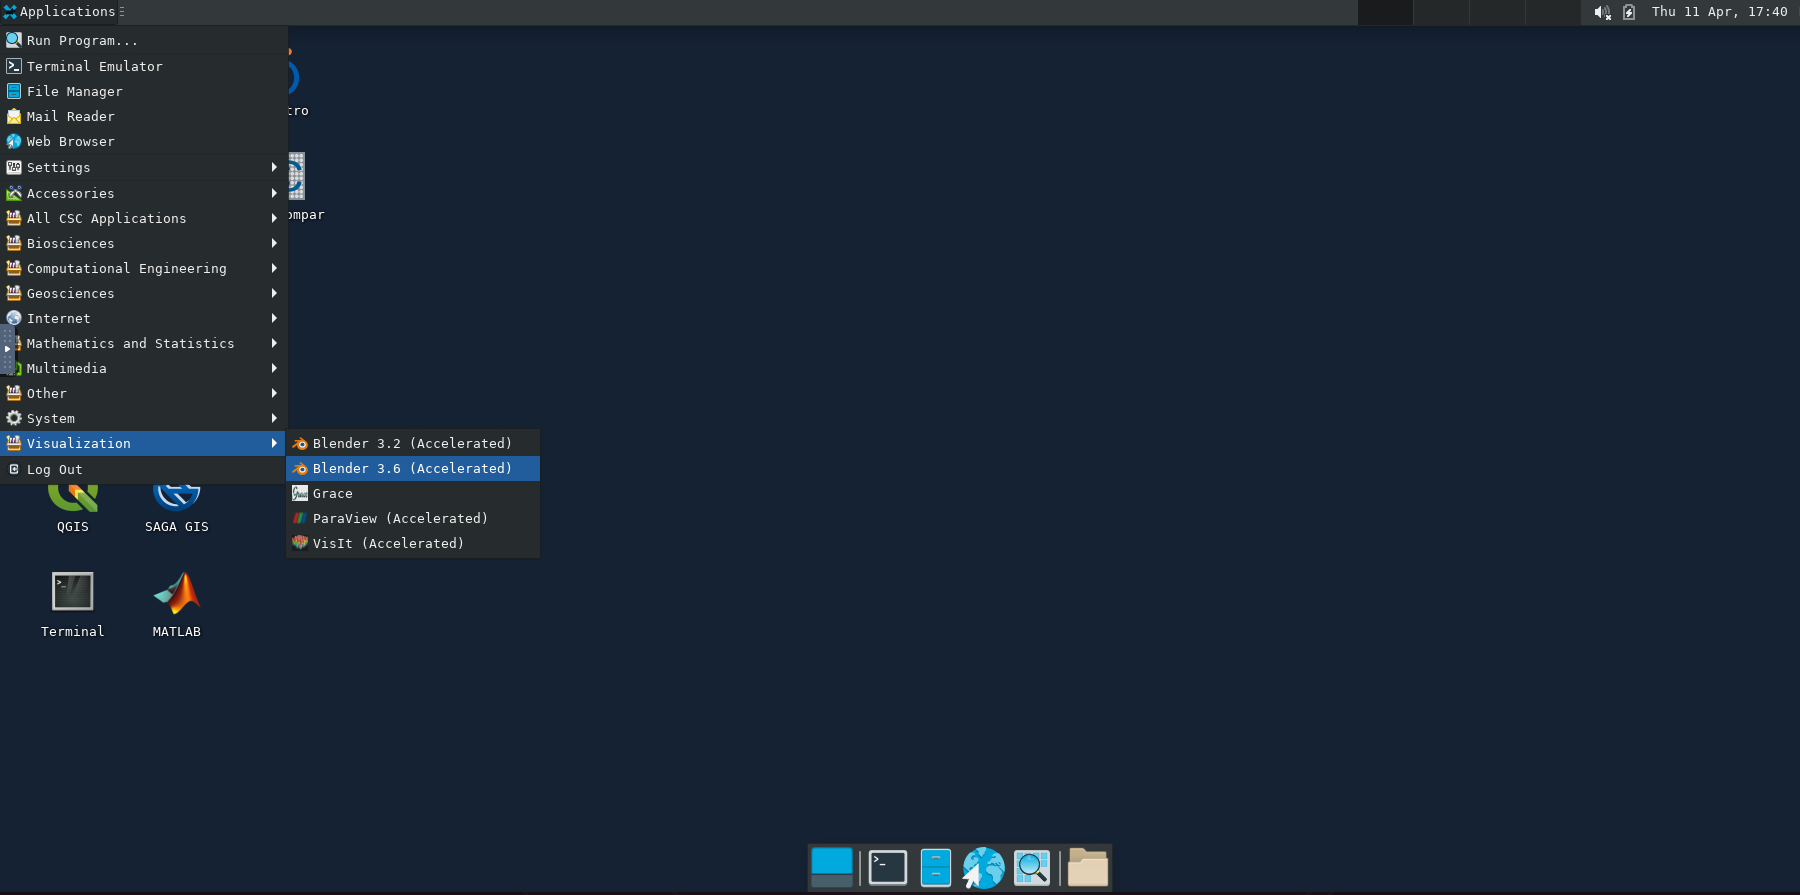 Applications
Thu 11 Apr, 17:40
Run Program...
Terminal Emulator
File Manager
Mail Reader
Web Browser
Settings
Accessories
All CSC Applications
Biosciences
Computational Engineering
Geosciences
Internet
Mathematics and Statistics
Multimedia
Other
System
Visualization
Log Out
tro
ompar
Blender 3.2 (Accelerated)
Blender 3.6 (Accelerated)
Grace
ParaView (Accelerated)
VisIt (Accelerated)
QGIS
SAGA GIS
Terminal
MATLAB